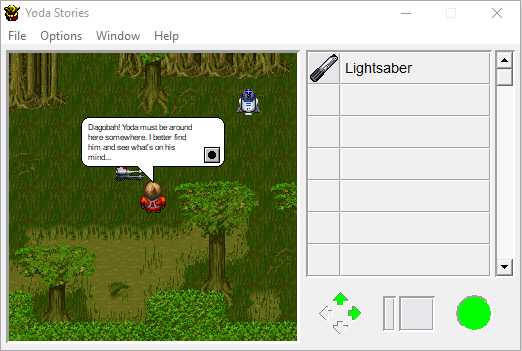 Yoda Stories
File Options Window Help
Lightsaber
Dagobah! Yoda must be around
here somewhere. I better find
him and see what's on his
mind...